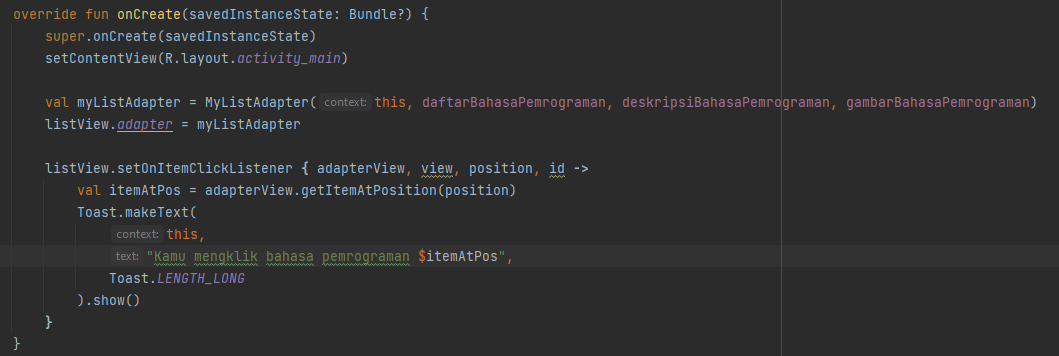 override fun onCreate(savedInstanceState: Bundle?) {
super.onCreate(savedInstanceState)
setContentView(R.layout.activity_main)
val myListAdapter = MyListAdapter( context: this, daftarBahasaPemrograman, deskripsiBahasaPemrograman, gambarBahasaPemrograman)
listView.adapter = myListAdapter
listView.setOnItemClickListener { adapterView, view, position, id ->
val itemAtPos = adapterView.getItemAtPosition(position)
Toast.makeText(
context: this,
text: "Kamu mengklik bahasa pemrograman $itemAtPos",
Toast.LENGTH_LONG
).show()
}
}